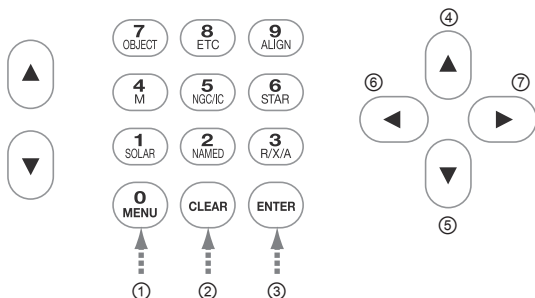 7 8 9
OBJECT ETC ALIGN
4 5 6
M NGC/IC STAR
1 2 3
SOLAR NAMED R/X/A
0
MENU CLEAR ENTER
① ② ③
④
⑥ ⑦
⑤